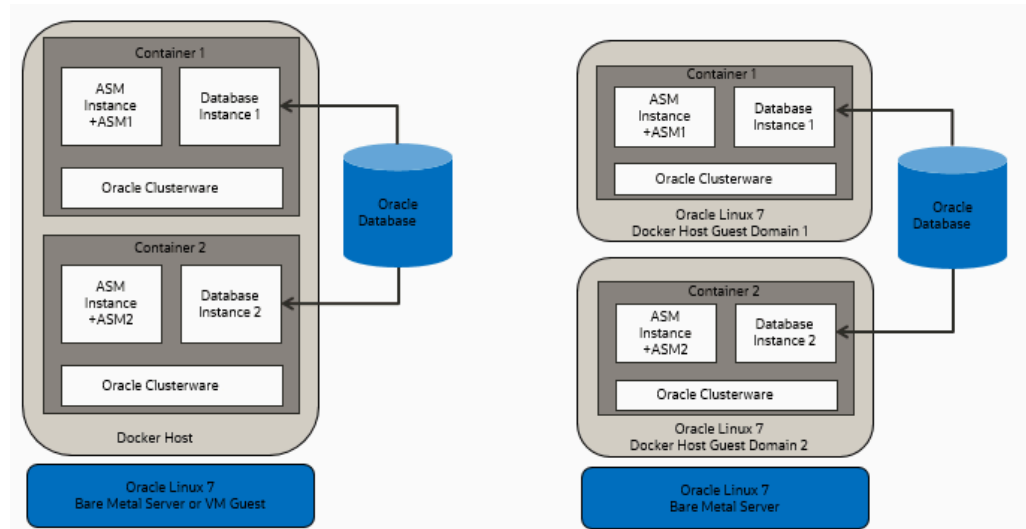 Container 1
ASM
Instance
+ASM1
Database
Instance 1
Oracle Clusterware
Container 2
ASM
Instance
+ASM2
Database
Instance 2
Oracle Clusterware
Docker Host
Oracle Linux 7
Bare Metal Server or VM Guest
Oracle
Database
Container 1
ASM
Instance
+ASM1
Database
Instance 1
Oracle Clusterware
Oracle Linux 7
Docker Host Guest Domain 1
Container 2
ASM
Instance
+ASM2
Database
Instance 2
Oracle Clusterware
Oracle Linux 7
Docker Host Guest Domain 2
Oracle Linux 7
Bare Metal Server
Oracle
Database